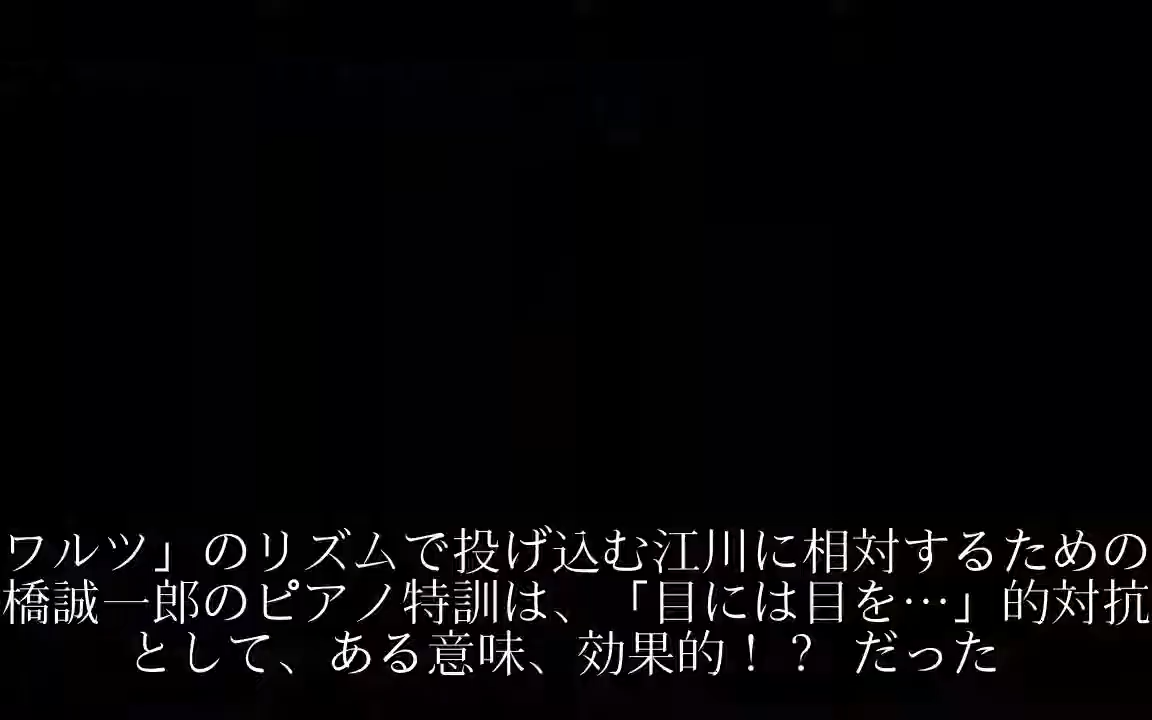 ワルツ」のリズムで投げ込む江川に相対するための
橋誠一郎のピアノ特訓は、「目には目を…」的対抗
として、ある意味、効果的！？ だった